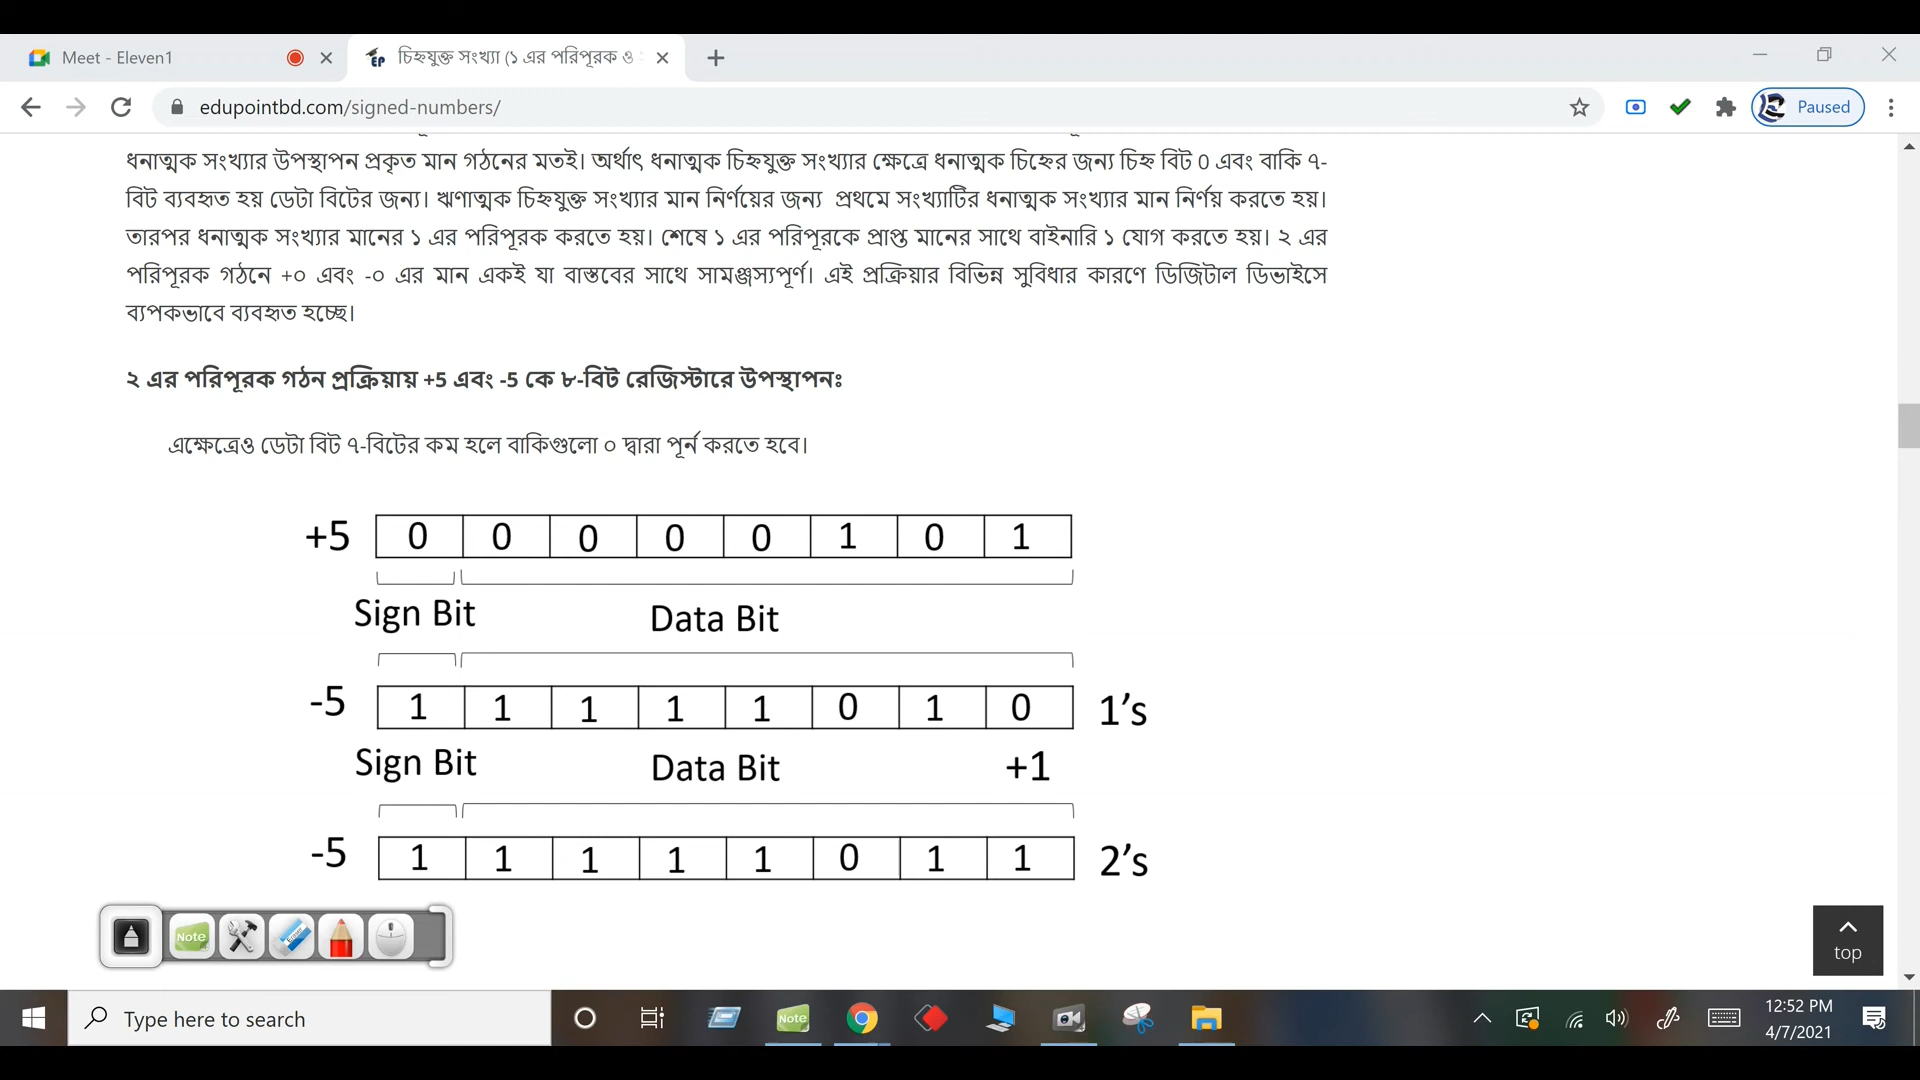 Meet - Eleven1
চিহ্নযুক্ত সংখ্যা (১ এর পরিপূরক ও
edupointbd.com/signed-numbers/
Paused
ধনাত্মক সংখ্যার উপস্থাপন প্রকৃত মান গঠনের মতই। অর্থাৎ ধনাত্মক চিহ্নযুক্ত সংখ্যার ক্ষেত্রে ধনাত্মক চিহ্নের জন্য চিহ্ন বিট 0 এবং বাকি ৭-
বিট ব্যবহৃত হয় ডেটা বিটের জন্য। ঋণাত্মক চিহ্নযুক্ত সংখ্যার মান নির্ণয়ের জন্য প্রথমে সংখ্যাটির ধনাত্মক সংখ্যার মান নির্ণয় করতে হয়।
তারপর ধনাত্মক সংখ্যার মানের ১ এর পরিপূরক করতে হয়। শেষে ১ এর পরিপূরকে প্রাপ্ত মানের সাথে বাইনারি ১ যোগ করতে হয়। ২ এর
পরিপূরক গঠনে +০ এবং -০ এর মান একই যা বাস্তবের সাথে সামঞ্জস্যপূর্ণ। এই প্রক্রিয়ার বিভিন্ন সুবিধার কারণে ডিজিটাল ডিভাইসে
ব্যপকভাবে ব্যবহৃত হচ্ছে।
২ এর পরিপূরক গঠন প্রক্রিয়ায় +5 এবং -5 কে ৮-বিট রেজিস্টারে উপস্থাপনঃ
এক্ষেত্রেও ডেটা বিট ৭-বিটের কম হলে বাকিগুলো ০ দ্বারা পূর্ন করতে হবে।
+5 0 0 0 0 0 1 0 1
Sign Bit Data Bit
-5 1 1 1 1 1 0 1 0 1’s
Sign Bit Data Bit +1
-5 1 1 1 1 1 0 1 1 2’s
Note
Eraser
top
Type here to search
Note
12:52 PM
4/7/2021